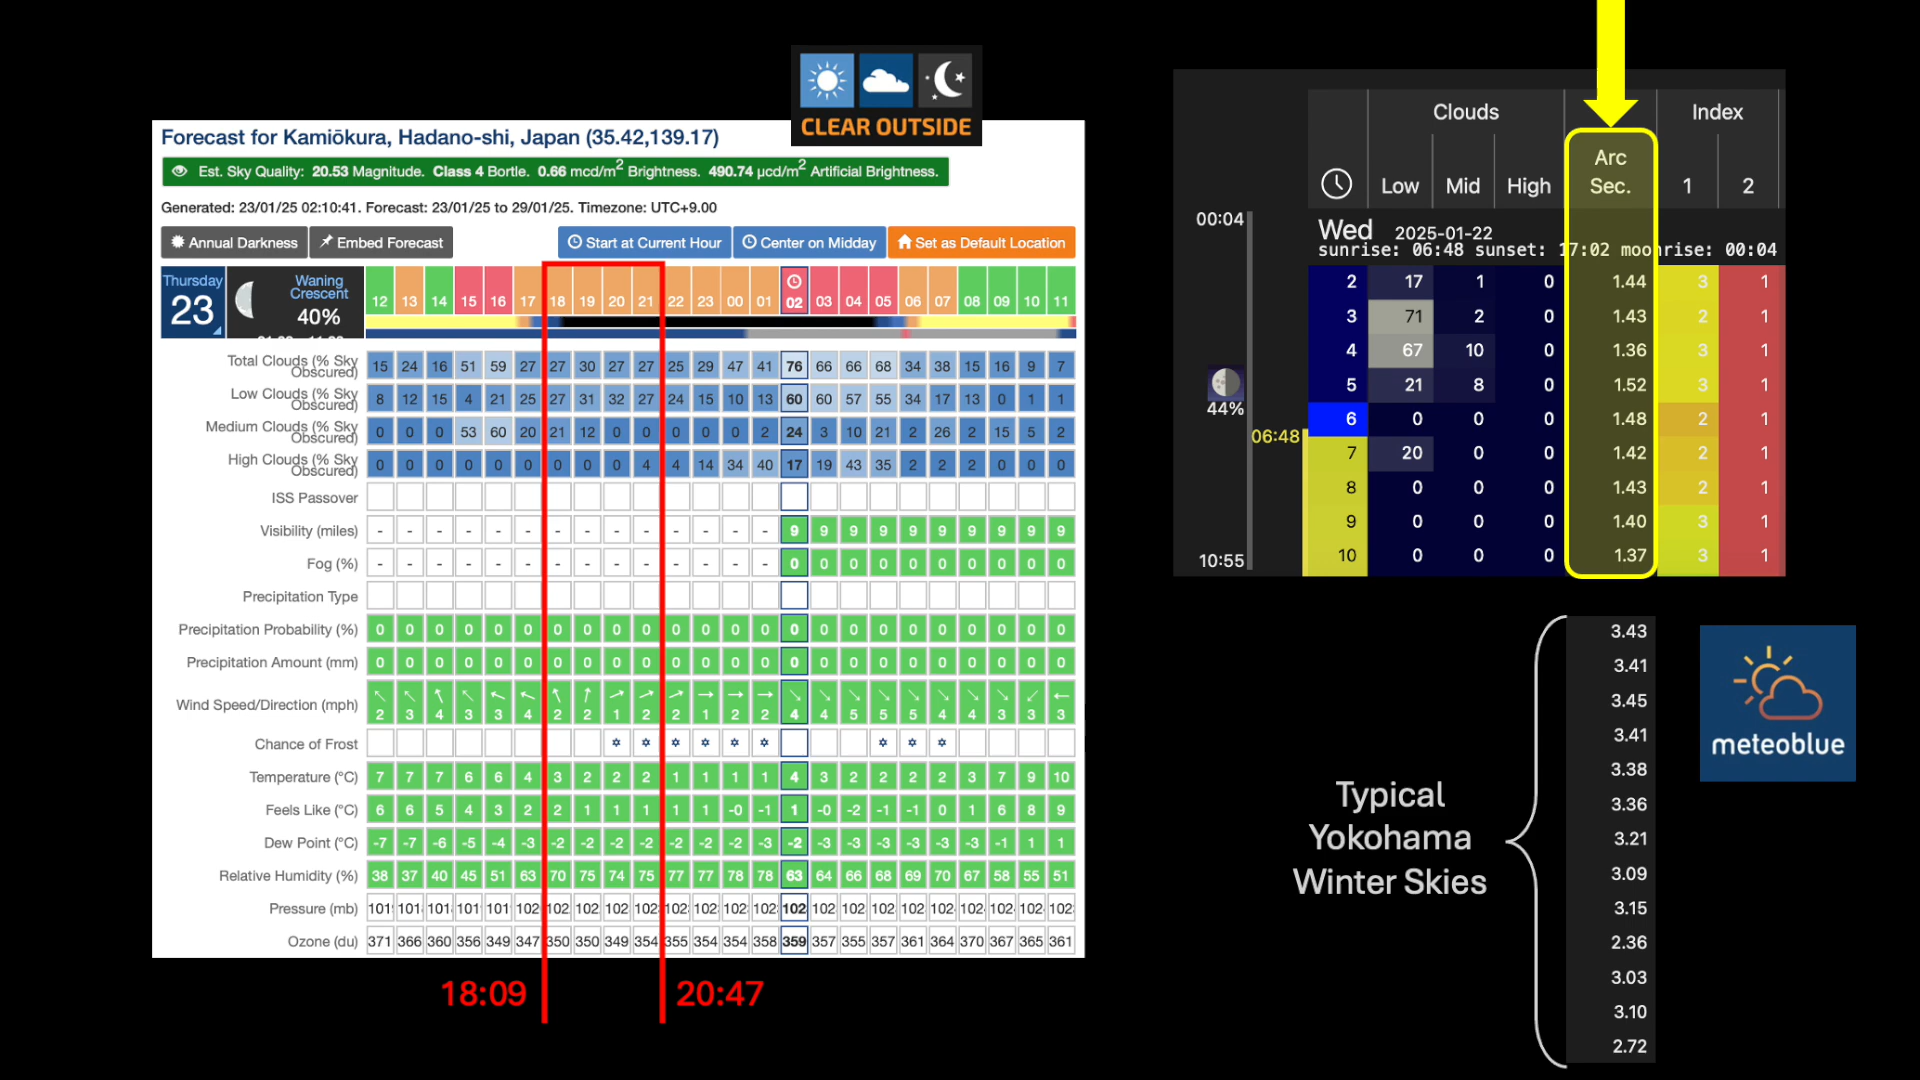 CLEAR OUTSIDE
Forecast for Kamiōkura, Hadano-shi, Japan (35.42,139.17)
Est. Sky Quality: 20.53 Magnitude. Class 4 Bortle. 0.66 mcd/m2 Brightness. 490.74 μcd/m2 Artificial Brightness.
Generated: 23/01/25 02:10:41. Forecast: 23/01/25 to 29/01/25. Timezone: UTC+9.00
Annual Darkness Embed Forecast Start at Current Hour Center on Midday Set as Default Location
Thursday
23
Waning
Crescent
40%
12 13 14 15 16 17 18 19 20 21 22 23 00 01 02 03 04 05 06 07 08 09 10 11
Total Clouds (% Sky Obscured) 15 24 16 51 59 27 27 30 27 27 25 29 47 41 76 66 66 68 34 38 15 16 9 7
Low Clouds (% Sky Obscured) 8 12 15 4 21 25 27 31 32 27 24 15 10 13 60 60 57 55 34 17 13 0 1 1
Medium Clouds (% Sky Obscured) 0 0 0 53 60 20 21 12 0 0 0 0 0 2 24 3 10 21 2 26 2 15 5 2
High Clouds (% Sky Obscured) 0 0 0 0 0 0 0 0 0 4 4 14 34 40 17 19 43 35 2 2 2 0 0 0
ISS Passover
Visibility (miles) - - - - - - - - - - - - - - 9 9 9 9 9 9 9 9 9 9
Fog (%) - - - - - - - - - - - - - - 0 0 0 0 0 0 0 0 0 0
Precipitation Type
Precipitation Probability (%) 0 0 0 0 0 0 0 0 0 0 0 0 0 0 0 0 0 0 0 0 0 0 0 0
Precipitation Amount (mm) 0 0 0 0 0 0 0 0 0 0 0 0 0 0 0 0 0 0 0 0 0 0 0 0
Wind Speed/Direction (mph) 2 3 4 3 3 4 2 2 1 2 2 1 2 2 4 4 5 5 5 4 4 3 3 3
Chance of Frost
Temperature (°C) 7 7 7 6 6 4 3 2 2 2 1 1 1 1 4 3 2 2 2 2 3 7 9 10
Feels Like (°C) 6 6 5 4 3 2 2 1 1 1 1 1 -0 -1 1 -0 -2 -1 -1 0 1 6 8 9
Dew Point (°C) -7 -7 -6 -5 -4 -3 -2 -2 -2 -2 -2 -2 -2 -3 -2 -3 -3 -3 -3 -3 -3 -1 1 1
Relative Humidity (%) 38 37 40 45 51 63 70 75 74 75 77 77 78 78 63 64 66 68 69 70 67 58 55 51
Pressure (mb) 101 101 101 101 101 102 102 102 102 102 102 102 102 102 102 102 102 102 102 102 102 102 102 102
Ozone (du) 371 366 360 356 349 347 350 350 349 354 355 354 354 358 359 357 355 357 361 364 370 367 365 361
18:09 20:47
Clouds Index
Low Mid High Arc Sec. 1 2
00:04
Wed 2025-01-22
sunrise: 06:48 sunset: 17:02 moonrise: 00:04
2 17 1 0 1.44 3 1
3 71 2 0 1.43 2 1
4 67 10 0 1.36 3 1
5 21 8 0 1.52 3 1
44%
6 0 0 0 1.48 2 1
06:48
7 20 0 0 1.42 2 1
8 0 0 0 1.43 2 1
9 0 0 0 1.40 3 1
10 0 0 0 1.37 3 1
10:55
Typical
Yokohama
Winter Skies
3.43
3.41
3.45
3.41
3.38
3.36
3.21
3.09
3.15
2.36
3.03
3.10
2.72
meteoblue